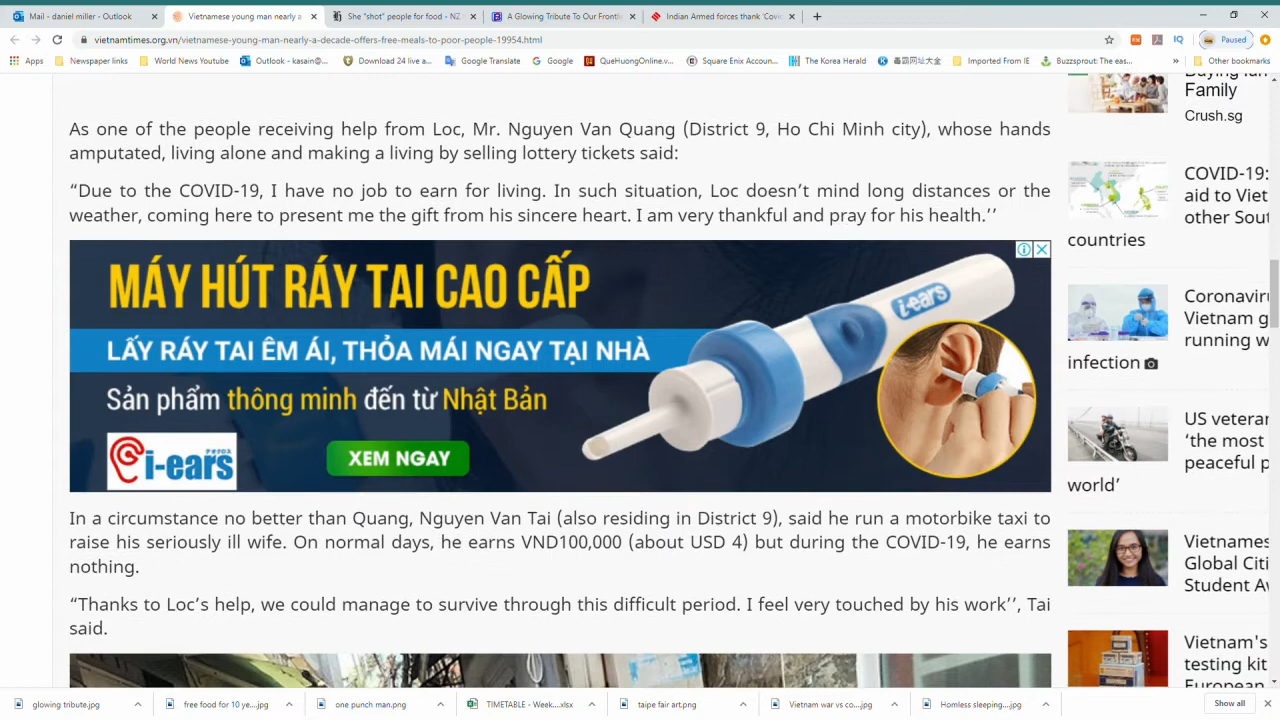 Mail - daniel miller - Outlook
Vietnamese young man nearly a
She "shot" people for food - NZ
A Glowing Tribute To Our Frontl
Indian Armed forces thank 'Covi
vietnamtimes.org.vn/vietnamese-young-man-nearly-a-decade-offers-free-meals-to-poor-people-19954.html
IQ
Paused
Apps
Newspaper links
World News Youtube
Outlook - kasain@...
Download 24 live a...
Google Translate
Google
QueHuongOnline.v...
Square Enix Accoun...
The Korea Herald
毒霸网址大全
Imported From IE
Buzzsprout: The eas...
»
Other bookmarks
As one of the people receiving help from Loc, Mr. Nguyen Van Quang (District 9, Ho Chi Minh city), whose hands
amputated, living alone and making a living by selling lottery tickets said:
“Due to the COVID-19, I have no job to earn for living. In such situation, Loc doesn’t mind long distances or the
weather, coming here to present me the gift from his sincere heart. I am very thankful and pray for his health.’’
MÁY HÚT RÁY TAI CAO CẤP
LẤY RÁY TAI ÊM ÁI, THỎA MÁI NGAY TẠI NHÀ
Sản phẩm thông minh đến từ Nhật Bản
i-ears
XEM NGAY
i-ears
In a circumstance no better than Quang, Nguyen Van Tai (also residing in District 9), said he run a motorbike taxi to
raise his seriously ill wife. On normal days, he earns VND100,000 (about USD 4) but during the COVID-19, he earns
nothing.
“Thanks to Loc’s help, we could manage to survive through this difficult period. I feel very touched by his work’’, Tai
said.
Family
Crush.sg
COVID-19:
aid to Viet
other Sout
countries
Coronaviru
Vietnam g
running w
infection
US veterar
‘the most
peaceful p
world’
Vietnames
Global Citi
Student Aw
Vietnam's
testing kit
European
glowing tribute.jpg
free food for 10 ye...jpg
one punch man.png
TIMETABLE - Week....xlsx
taipe fair art.png
Vietnam war vs co...jpg
Homless sleeping...jpg
Show all